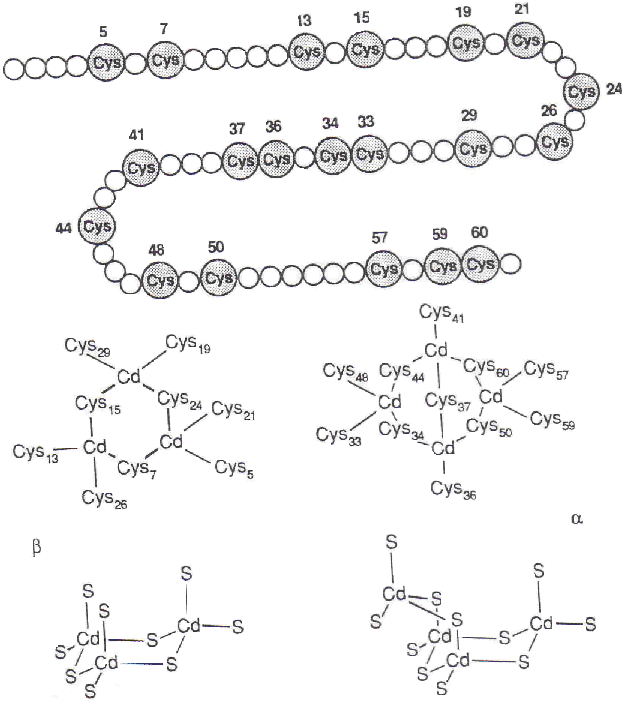 5 7 13 15 19 21
Cys Cys Cys Cys Cys Cys
Cys 24
41 37 36 34 33 29 26
Cys Cys Cys Cys Cys Cys Cys
44 Cys
48 50 57 59 60
Cys Cys Cys Cys Cys
Cys29 Cys19
Cd
Cys15 Cys24
Cys21
Cys13 Cd Cd
Cys7 Cys5
Cys26
Cys41
Cd
Cys48 Cys44 Cys60 Cys57
Cd Cys37 Cd
Cys33 Cys34 Cys50 Cys59
Cd
Cys36
β α
S
S S
Cd S
Cd S
S Cd S
S
S
S
S
Cd S S
S S
Cd S Cd S
S Cd S
S